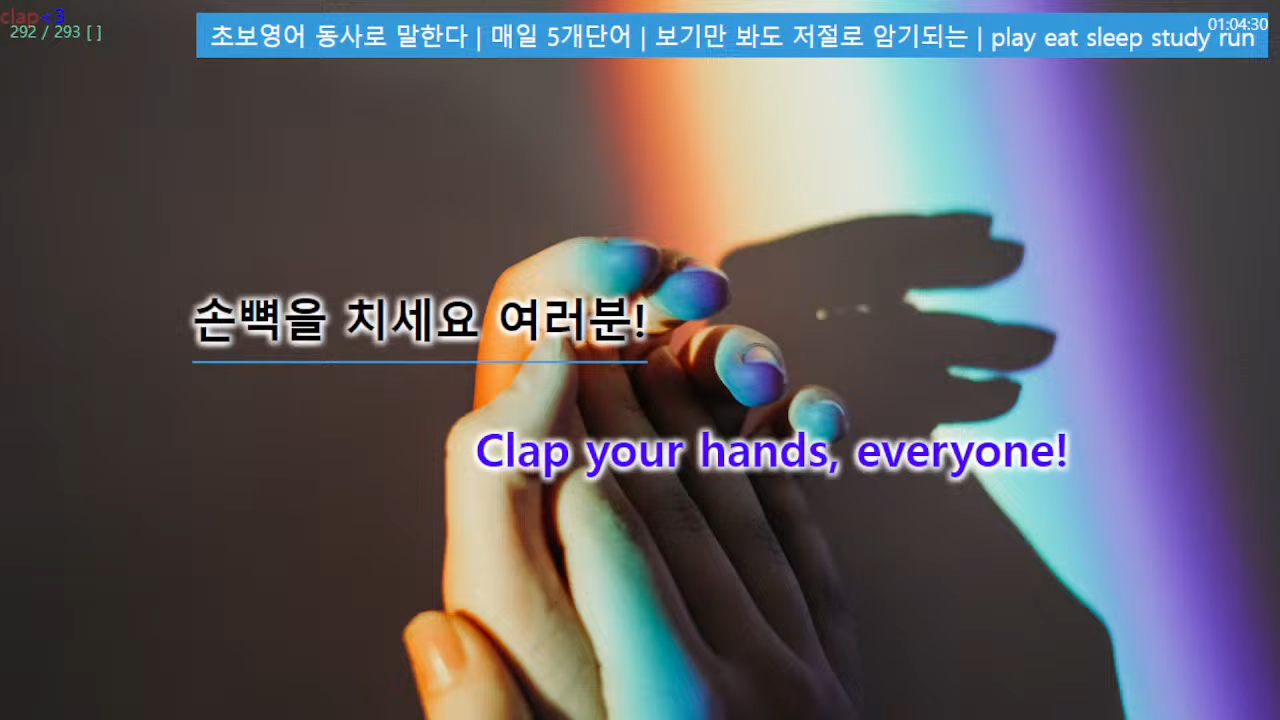 clap <3
292 / 293 [ ]
초보영어 동사로 말한다 | 매일 5개단어 | 보기만 봐도 저절로 암기되는 | play eat sleep study run
01:04:30
손뼉을 치세요 여러분!
Clap your hands, everyone!